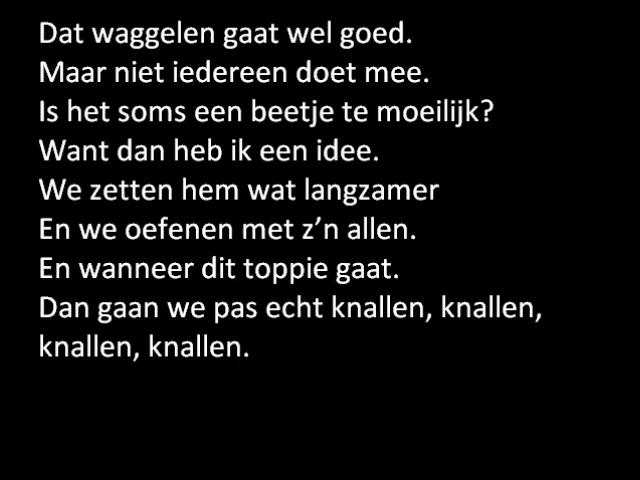 Dat waggelen gaat wel goed.
Maar niet iedereen doet mee.
Is het soms een beetje te moeilijk?
Want dan heb ik een idee.
We zetten hem wat langzamer
En we oefenen met z’n allen.
En wanneer dit toppie gaat.
Dan gaan we pas echt knallen, knallen,
knallen, knallen.